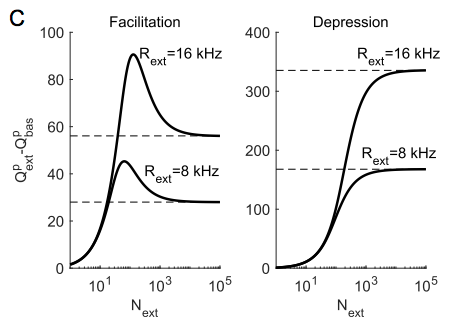 C
Facilitation
Depression
Q^p_ext-Q^p_bas
100
80
60
40
20
0
R_ext=16 kHz
R_ext=8 kHz
10^1
10^3
10^5
N_ext
400
300
200
100
0
R_ext=16 kHz
R_ext=8 kHz
10^1
10^3
10^5
N_ext